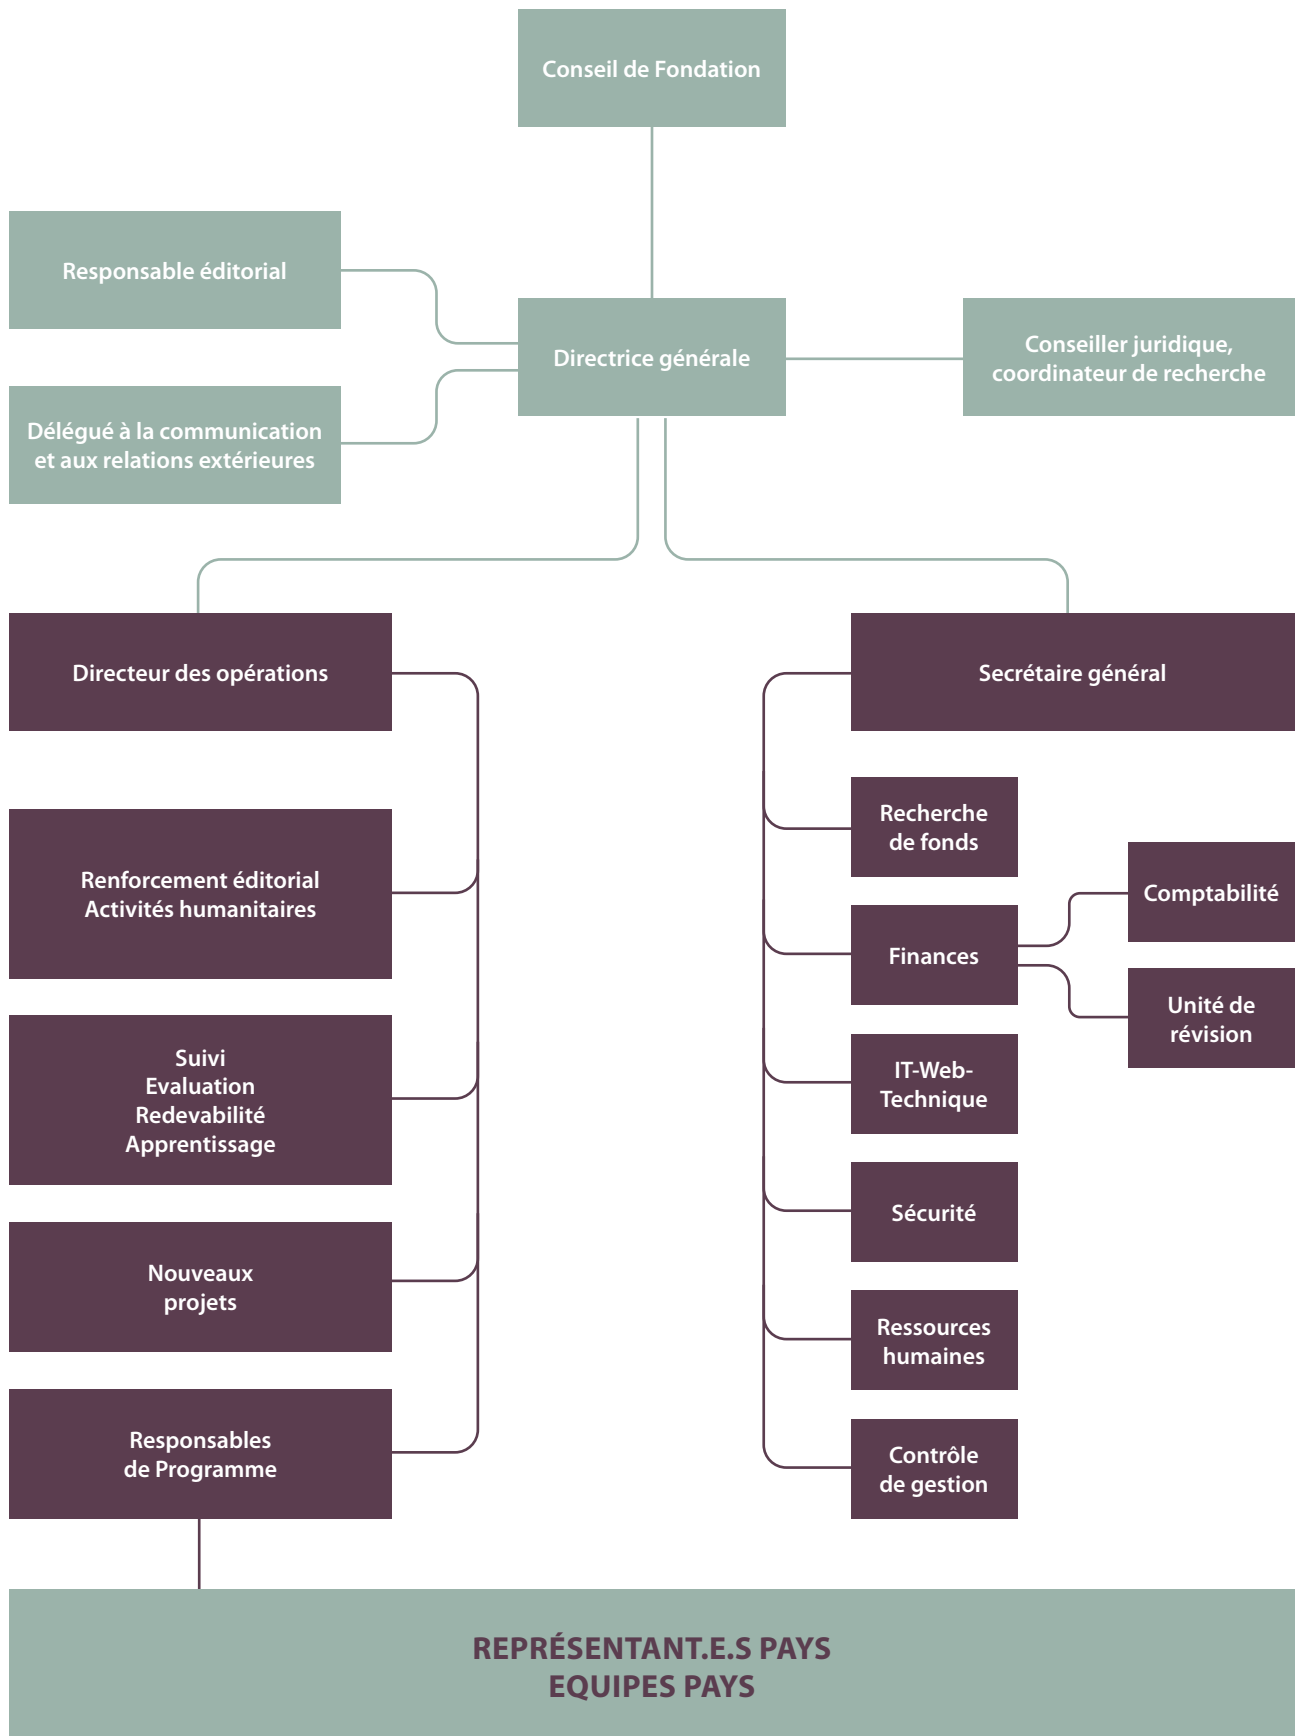 Conseil de Fondation
Responsable éditorial
Directrice générale
Conseiller juridique,
coordinateur de recherche
Délégué à la communication
et aux relations extérieures
Directeur des opérations
Secrétaire général
Renforcement éditorial
Activités humanitaires
Suivi
Evaluation
Redevabilité
Apprentissage
Nouveaux
projets
Responsables
de Programme
Recherche
de fonds
Finances
Comptabilité
Unité de
révision
IT-Web-
Technique
Sécurité
Ressources
humaines
Contrôle
de gestion
REPRÉSENTANT.E.S PAYS
EQUIPES PAYS